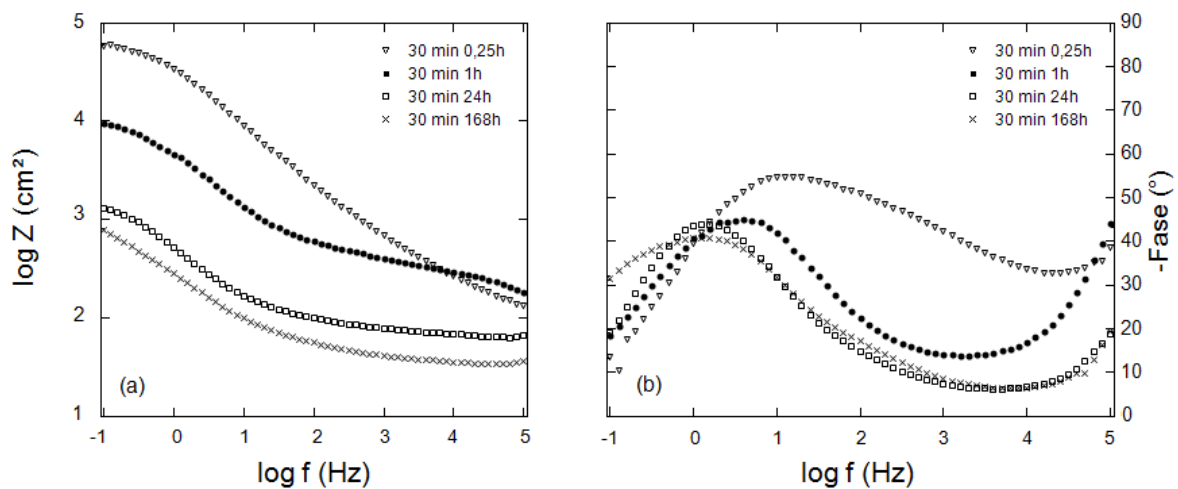 5
4
3
2
1
log Z (cm²)
30 min 0,25h
30 min 1h
30 min 24h
30 min 168h
(a)
-1 0 1 2 3 4 5
log f (Hz)
90
80
70
60
50
40
30
20
10
0
-Fase (°)
30 min 0,25h
30 min 1h
30 min 24h
30 min 168h
(b)
-1 0 1 2 3 4 5
log f (Hz)